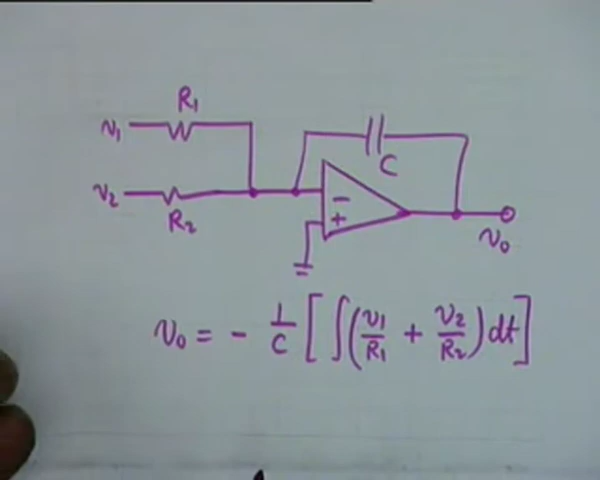 R₁
v₁
C
v₂
R₂
−
+
v₀
v₀ = - 1/C [ ∫( v₁/R₁ + v₂/R₂ ) dt ]